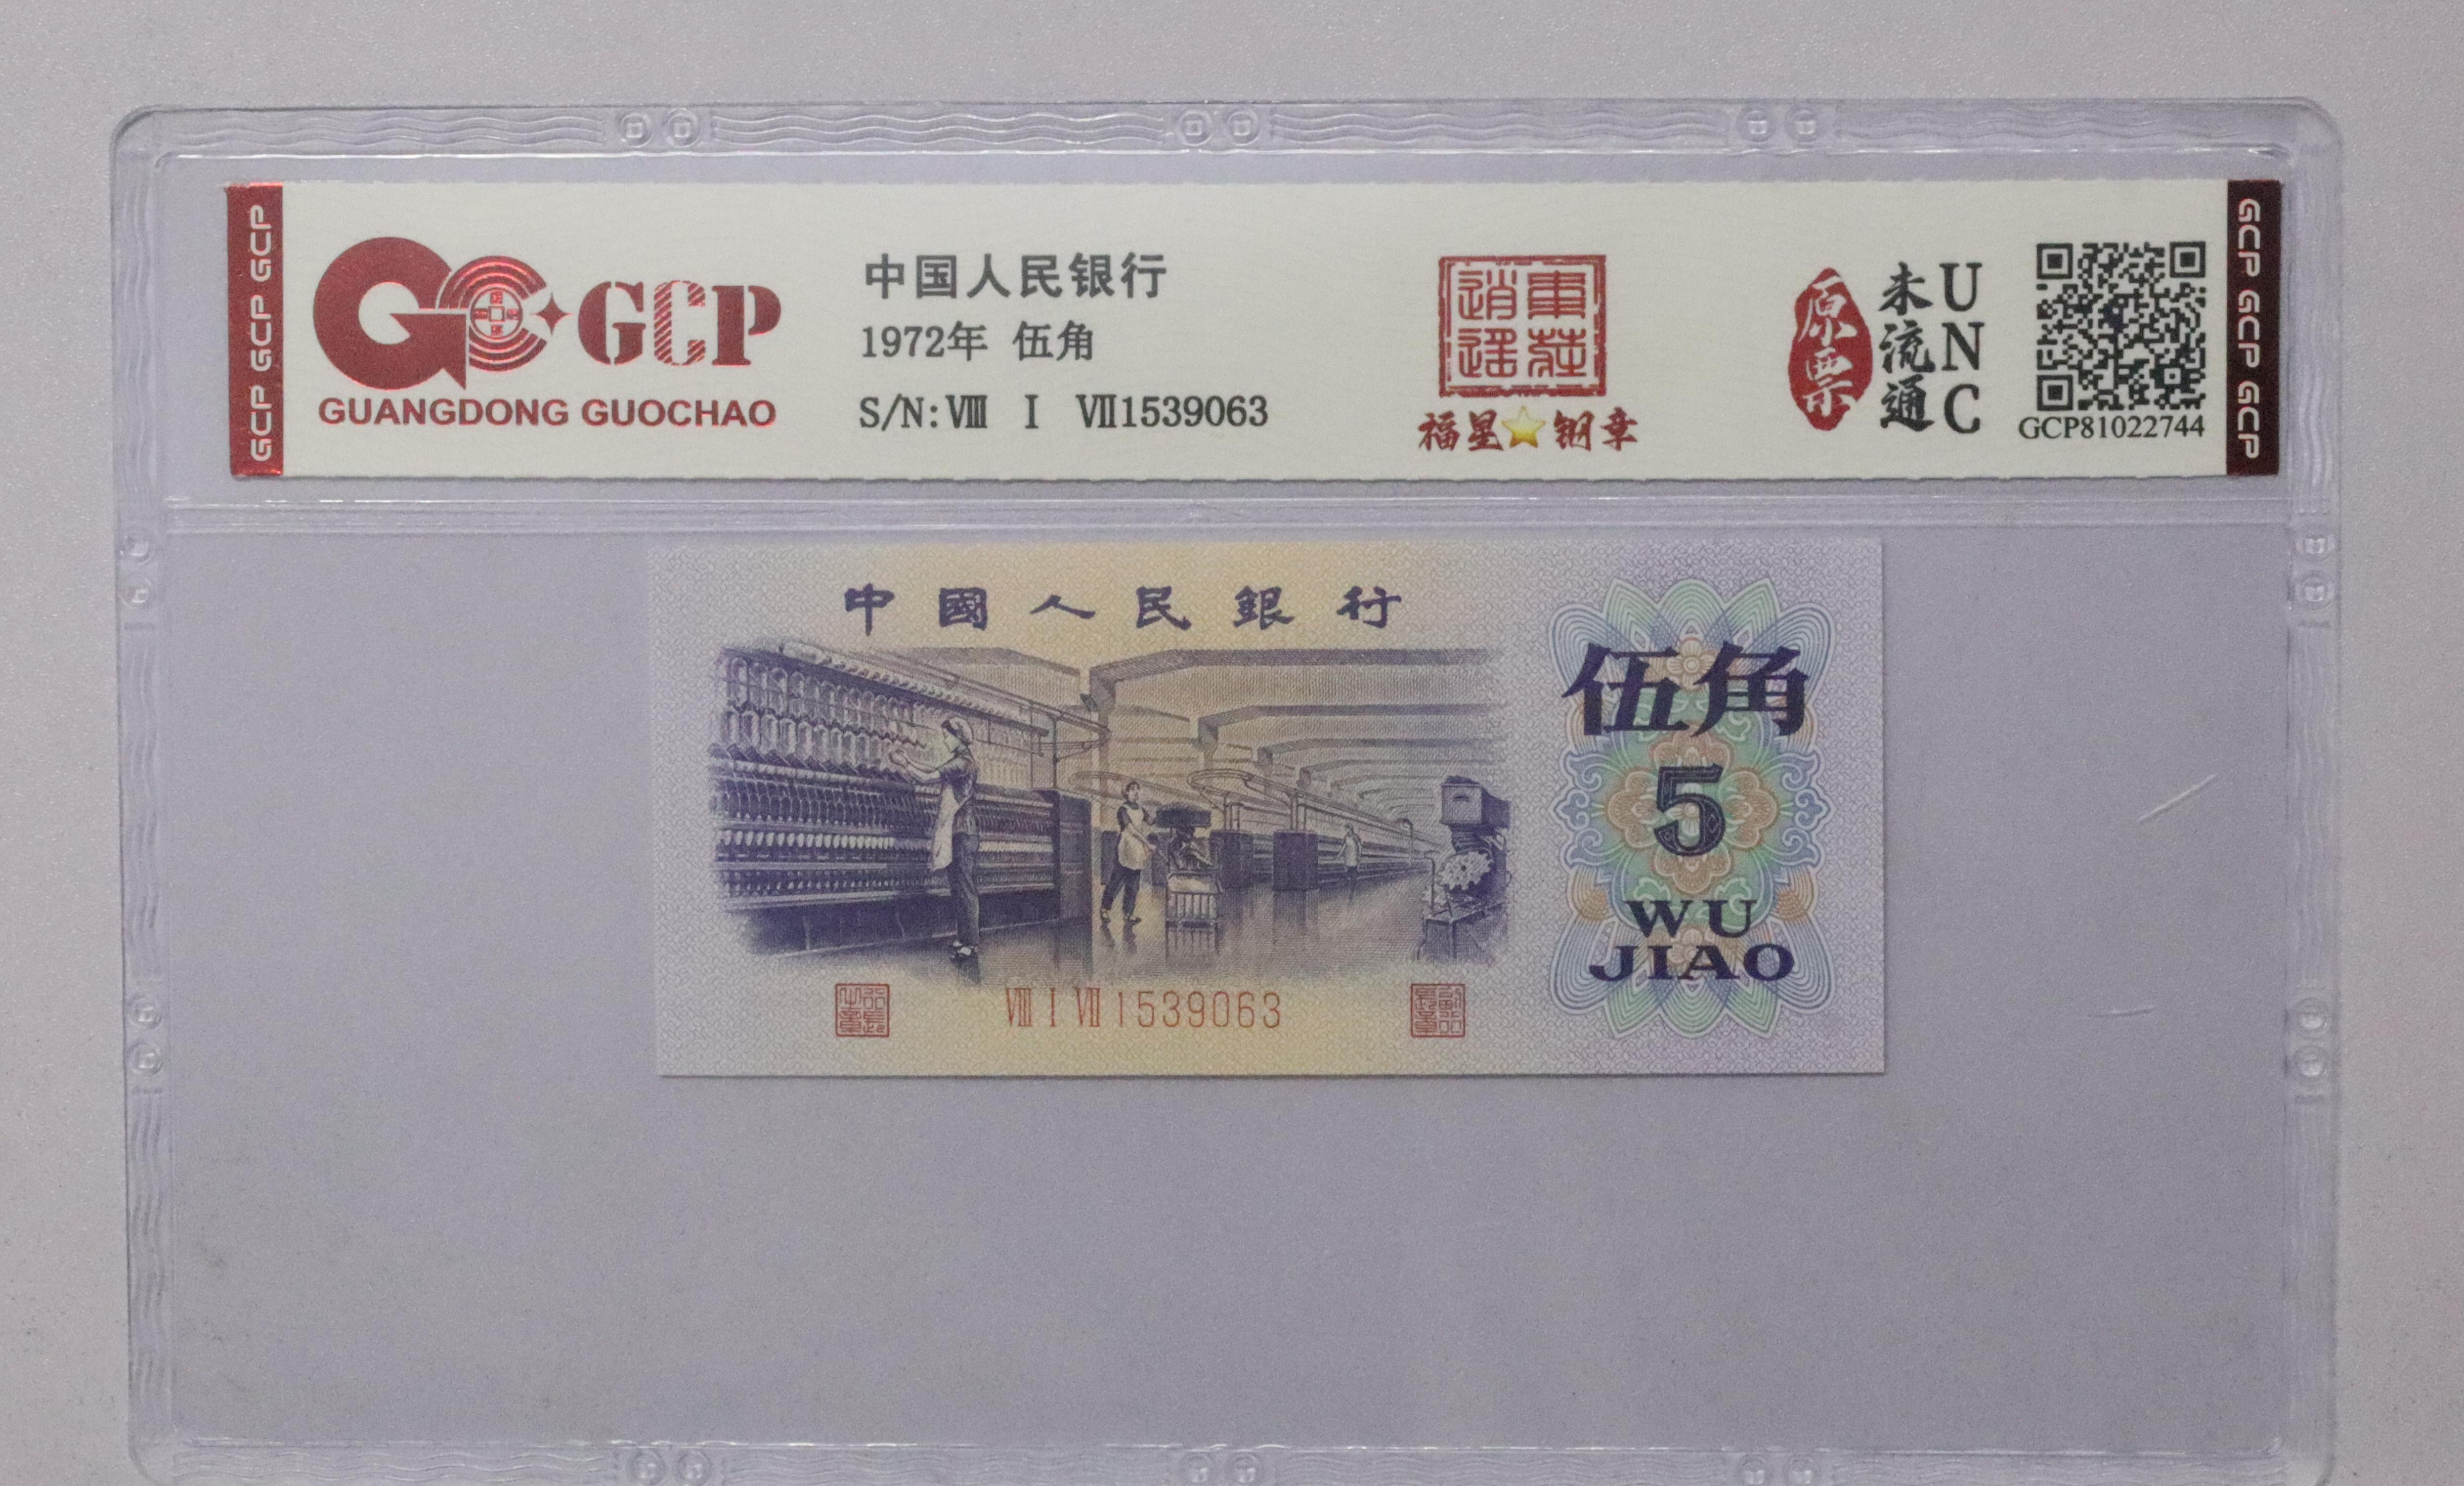 GCP GCP GCP
GCP
GUANGDONG GUOCHAO
中国人民银行
1972年 伍角
S/N:Ⅷ Ⅰ Ⅶ1539063
福星⭐钢章
原票
未流通
UNC
GCP81022744
GCP GCP GCP
中國人民銀行
伍角
5
WU
JIAO
Ⅷ Ⅰ Ⅶ 1539063